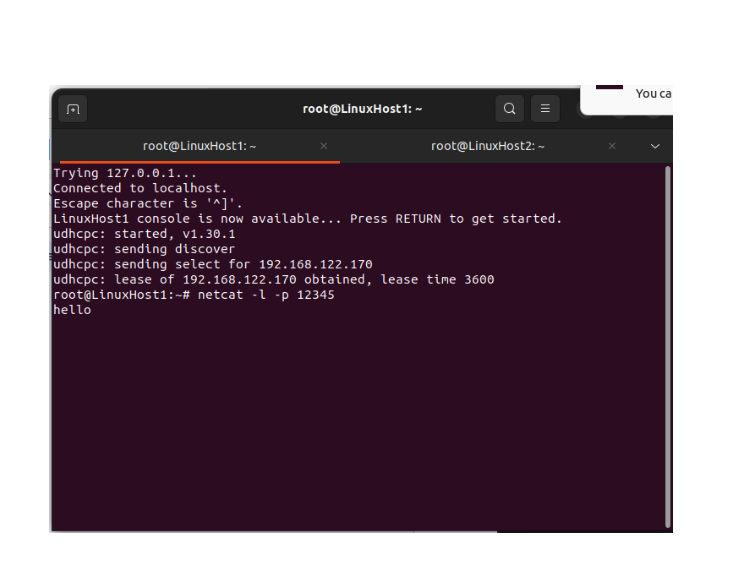 You ca
root@LinuxHost1: ~
root@LinuxHost1: ~ ×
root@LinuxHost2: ~ ×
Trying 127.0.0.1...
Connected to localhost.
Escape character is '^]'.
LinuxHost1 console is now available... Press RETURN to get started.
udhcpc: started, v1.30.1
udhcpc: sending discover
udhcpc: sending select for 192.168.122.170
udhcpc: lease of 192.168.122.170 obtained, lease time 3600
root@LinuxHost1:~# netcat -l -p 12345
hello